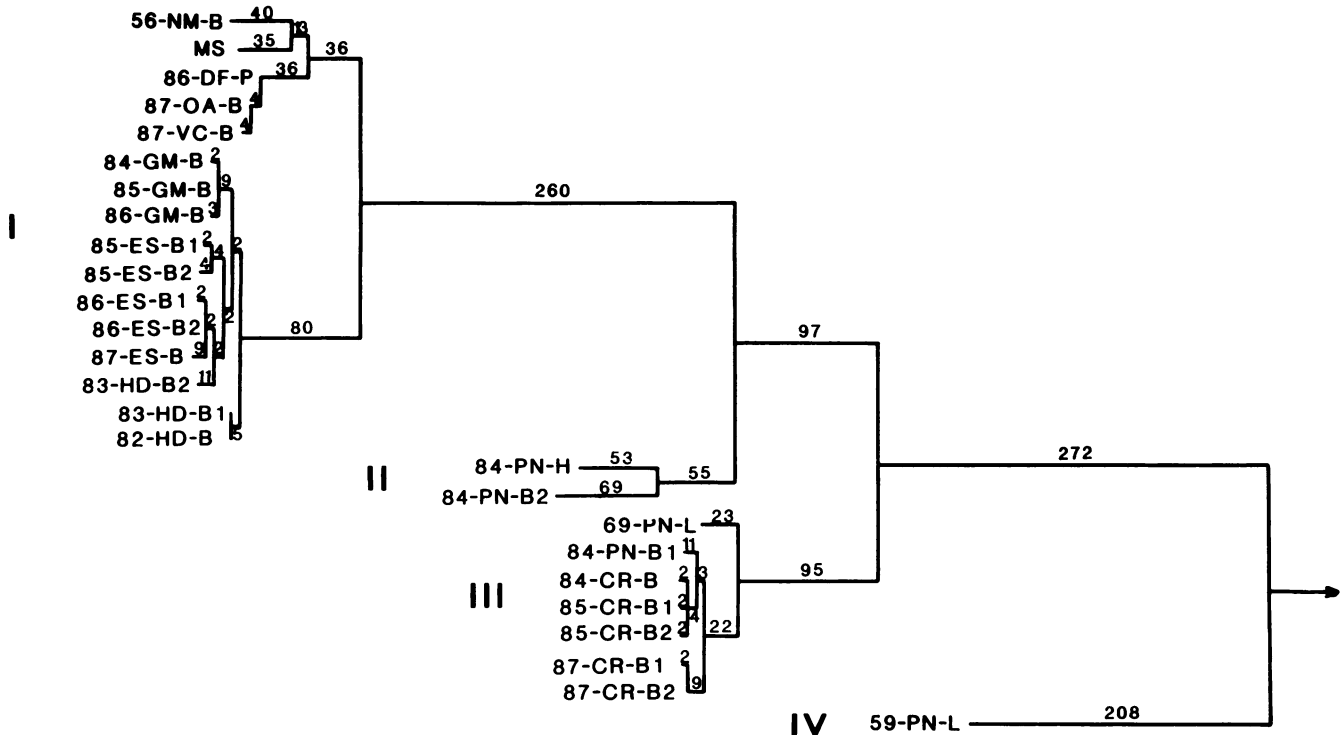 56-NM-B 40
13
MS 35 36
86-DF-P 36
87-OA-B 4
87-VC-B 4
84-GM-B 2
85-GM-B 9
260
86-GM-B 3
I
85-ES-B1 2 4 2
85-ES-B2 4
86-ES-B1 2
86-ES-B2 2 2 80 97
87-ES-B 9 2
83-HD-B2 11
83-HD-B1
82-HD-B 5
272
84-PN-H 53
II 55
84-PN-B2 69
69-PN-L 23
84-PN-B1 11
84-CR-B 2 3 95
III
85-CR-B1 2 4
85-CR-B2 2 22
87-CR-B1 2
87-CR-B2 9
IV 59-PN-L 208